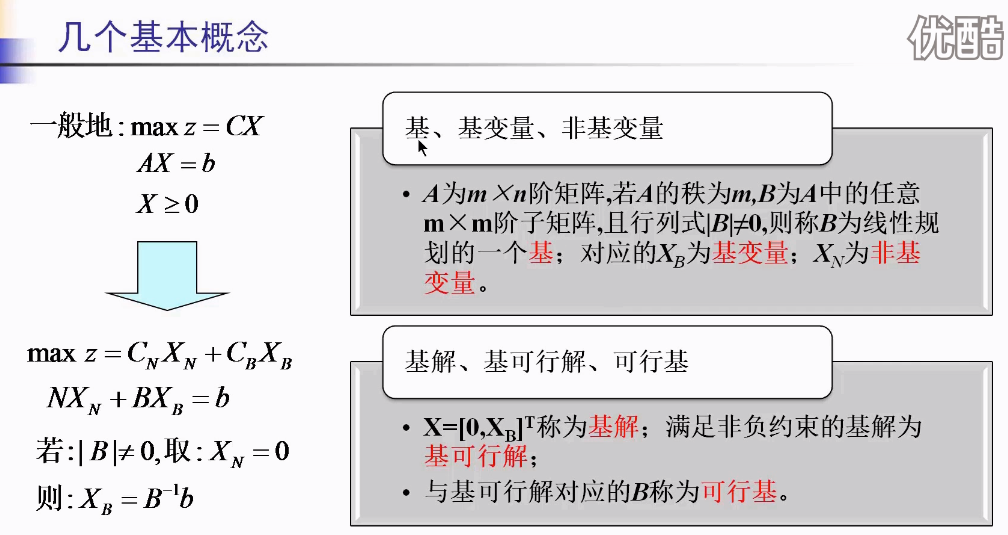 几个基本概念
优酷
一般地: max z = CX
AX = b
X ≥ 0
max z = C_N X_N + C_B X_B
NX_N + BX_B = b
若:| B |≠ 0, 取: X_N = 0
则: X_B = B⁻¹b
基、基变量、非基变量
• A为m×n阶矩阵,若A的秩为m,B为A中的任意
m×m阶子矩阵,且行列式|B|≠0,则称B为线性规
划的一个基；对应的X_B为基变量；X_N为非基
变量。
基解、基可行解、可行基
• X=[0,X_B]ᵀ称为基解；满足非负约束的基解为
基可行解；
• 与基可行解对应的B称为可行基。